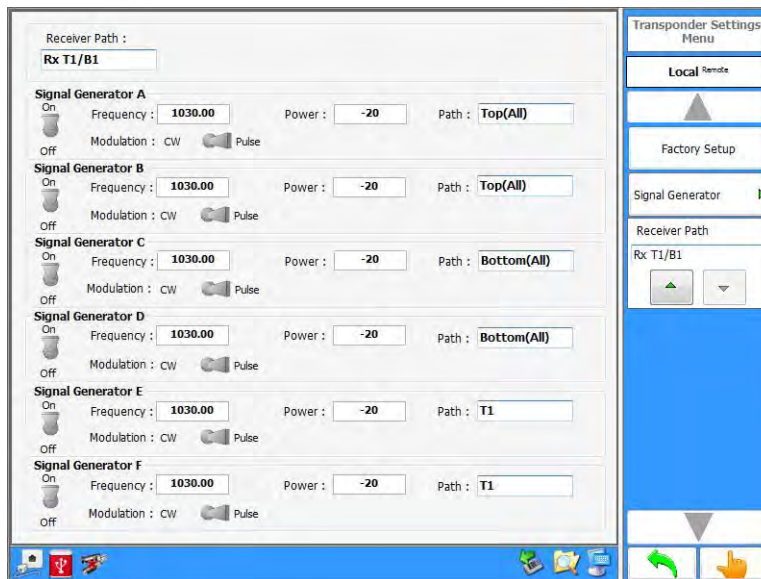 Receiver Path :
Rx T1/B1
Signal Generator A
On
Frequency : 1030.00 Power : -20 Path : Top(All)
Modulation : CW Pulse
Off
Signal Generator B
On
Frequency : 1030.00 Power : -20 Path : Top(All)
Modulation : CW Pulse
Off
Signal Generator C
On
Frequency : 1030.00 Power : -20 Path : Bottom(All)
Modulation : CW Pulse
Off
Signal Generator D
On
Frequency : 1030.00 Power : -20 Path : Bottom(All)
Modulation : CW Pulse
Off
Signal Generator E
On
Frequency : 1030.00 Power : -20 Path : T1
Modulation : CW Pulse
Off
Signal Generator F
On
Frequency : 1030.00 Power : -20 Path : T1
Modulation : CW Pulse
Off
Transponder Settings
Menu
Local Remote
Factory Setup
Signal Generator
Receiver Path
Rx T1/B1